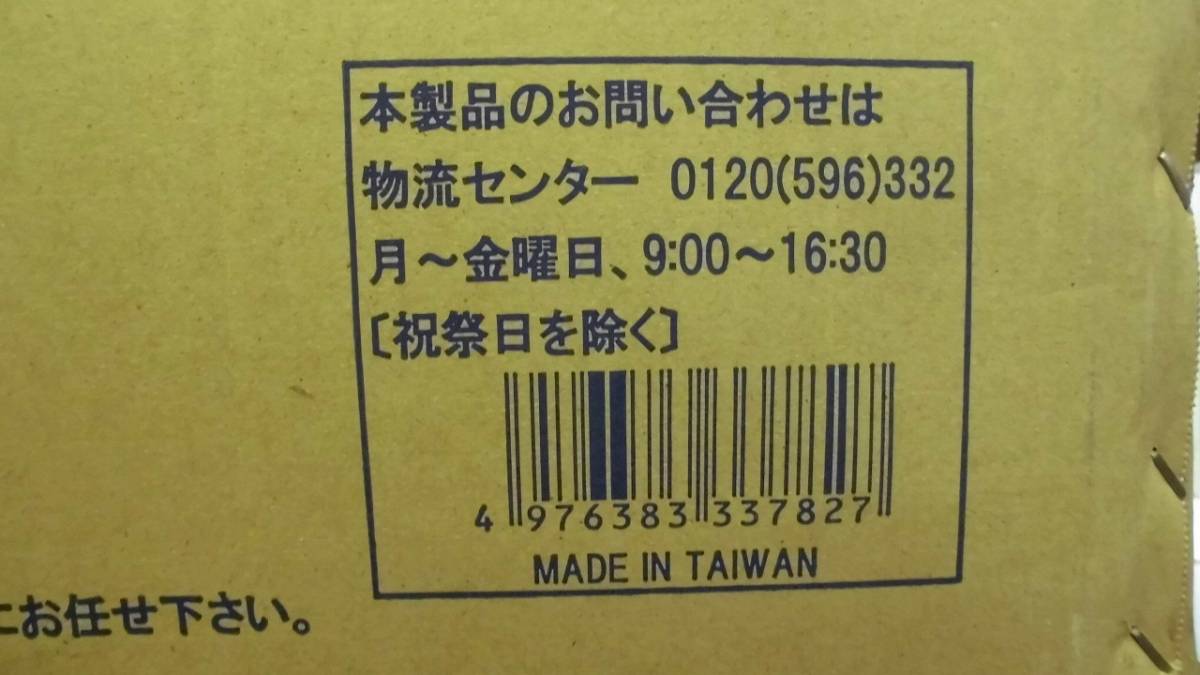 本製品のお問い合わせは
物流センター 0120(596)332
月～金曜日、9:00～16:30
〔祝祭日を除く〕
4 976383 337827
MADE IN TAIWAN
にお任せ下さい。